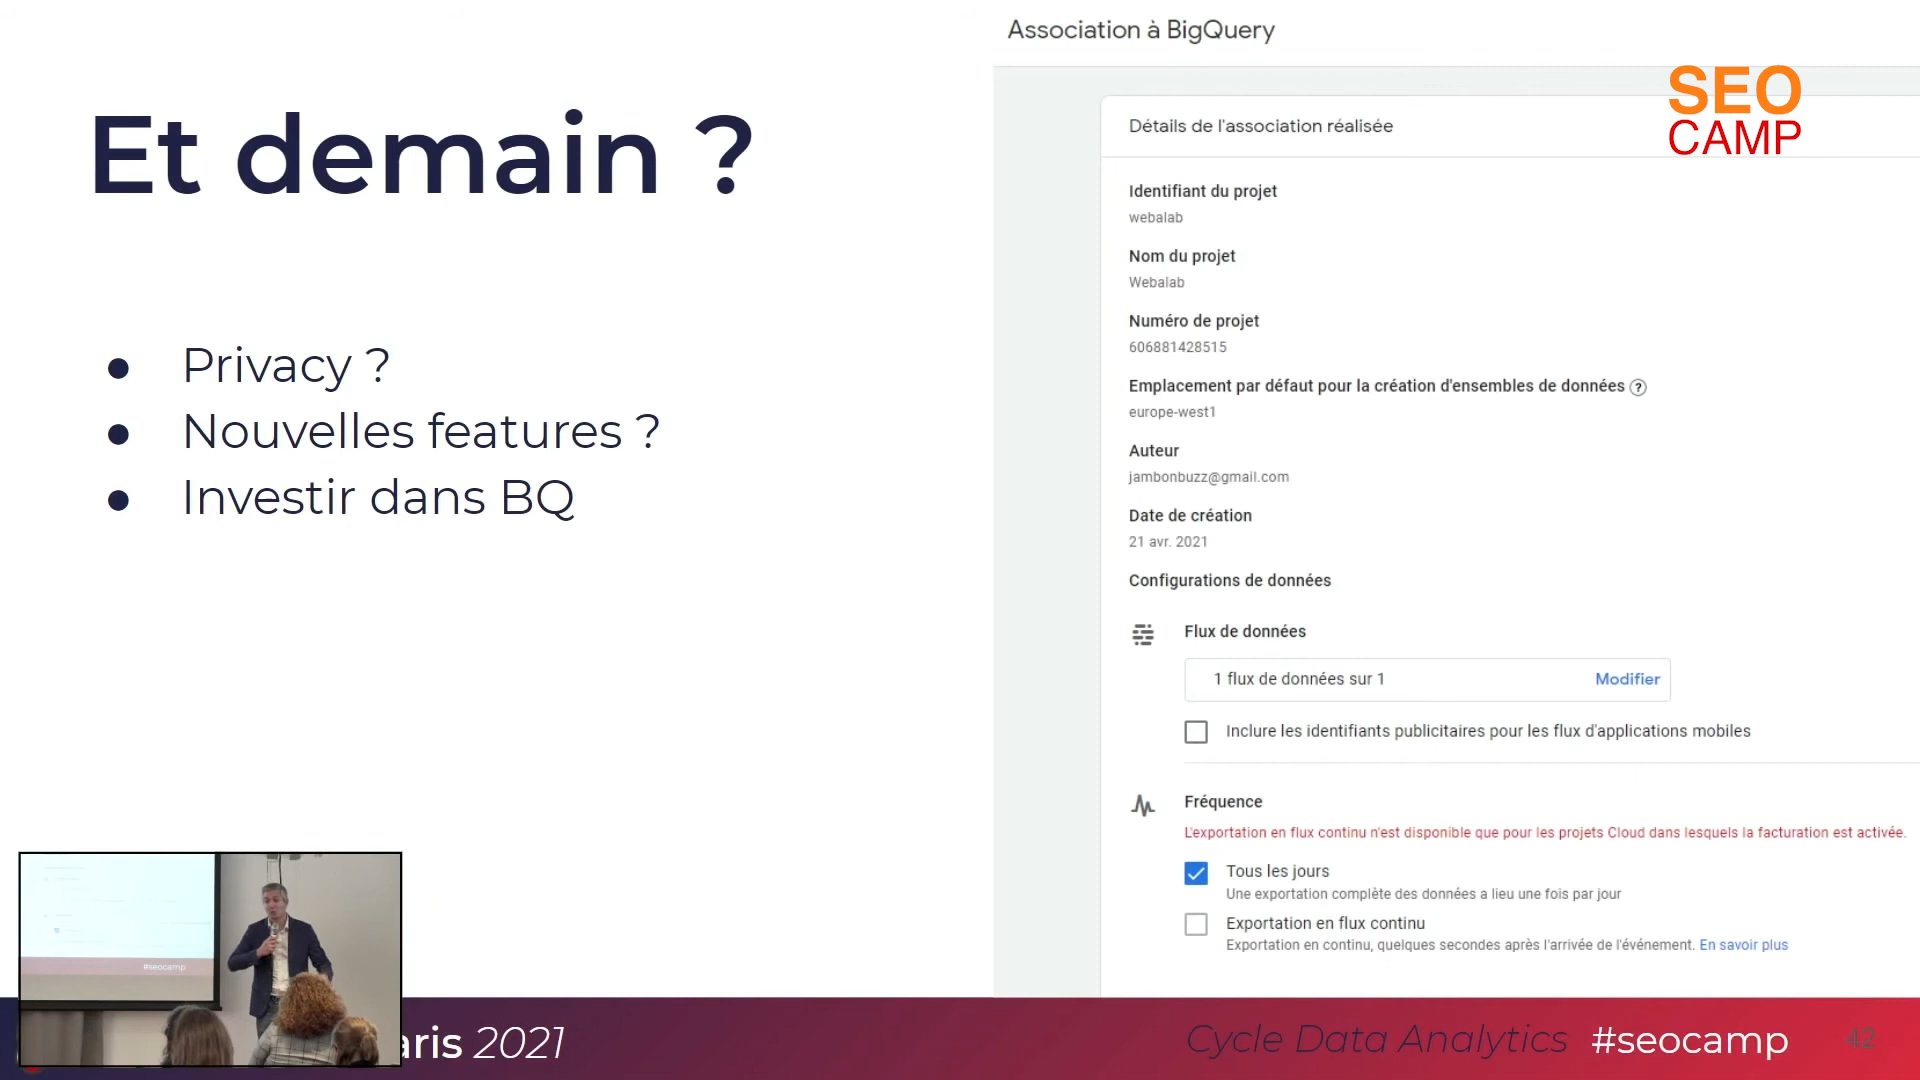 Association à BigQuery
SEO
CAMP
Et demain ?
Privacy ?
Nouvelles features ?
Investir dans BQ
Détails de l'association réalisée
Identifiant du projet
webalab
Nom du projet
Webalab
Numéro de projet
606881428515
Emplacement par défaut pour la création d'ensembles de données ?
europe-west1
Auteur
jambonbuzz@gmail.com
Date de création
21 avr. 2021
Configurations de données
Flux de données
1 flux de données sur 1 Modifier
Inclure les identifiants publicitaires pour les flux d'applications mobiles
Fréquence
L'exportation en flux continu n'est disponible que pour les projets Cloud dans lesquels la facturation est activée.
Tous les jours
Une exportation complète des données a lieu une fois par jour
Exportation en flux continu
Exportation en continu, quelques secondes après l'arrivée de l'événement. En savoir plus
#seocamp
aris 2021
Cycle Data Analytics #seocamp 42